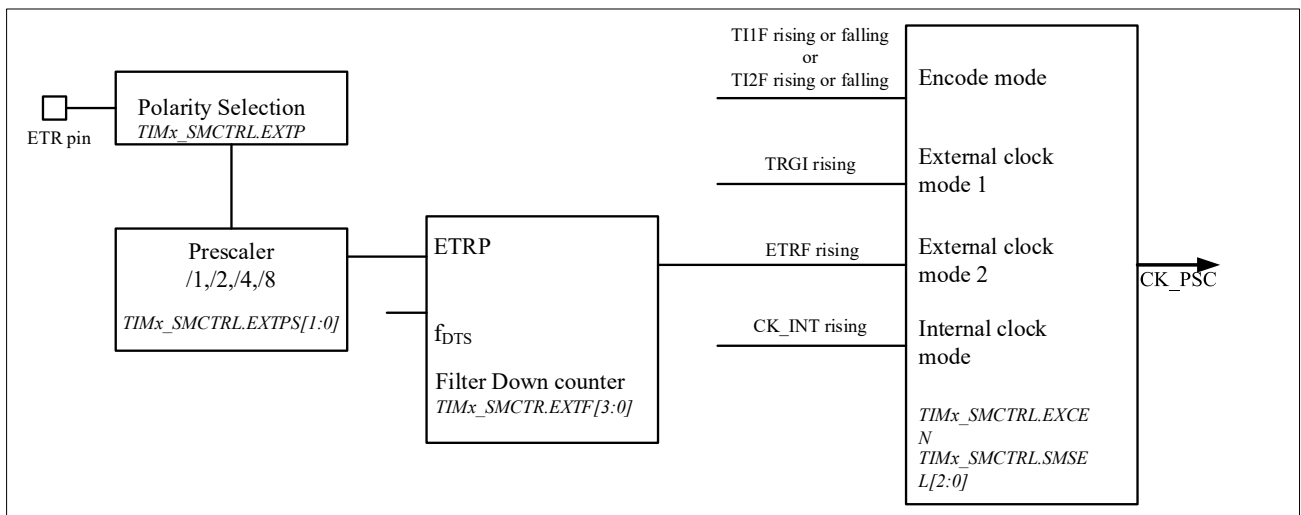 ETR pin
Polarity Selection
TIMx_SMCTRL.EXTP
Prescaler
/1,/2,/4,/8
TIMx_SMCTRL.EXTPS[1:0]
ETRP
fDTS
Filter Down counter
TIMx_SMCTR.EXTF[3:0]
TI1F rising or falling
or
TI2F rising or falling
TRGI rising
ETRF rising
CK_INT rising
Encode mode
External clock
mode 1
External clock
mode 2
Internal clock
mode
TIMx_SMCTRL.EXCE
N
TIMx_SMCTRL.SMSE
L[2:0]
CK_PSC